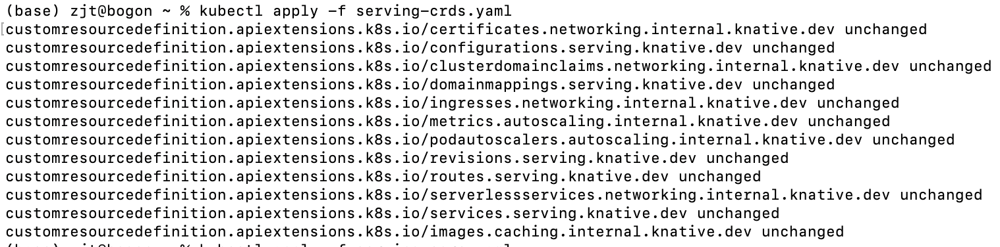 (base) zjt@bogon ~ % kubectl apply -f serving-crds.yaml
[customresourcedefinition.apiextensions.k8s.io/certificates.networking.internal.knative.dev unchanged
customresourcedefinition.apiextensions.k8s.io/configurations.serving.knative.dev unchanged
customresourcedefinition.apiextensions.k8s.io/clusterdomainclaims.networking.internal.knative.dev unchanged
customresourcedefinition.apiextensions.k8s.io/domainmappings.serving.knative.dev unchanged
customresourcedefinition.apiextensions.k8s.io/ingresses.networking.internal.knative.dev unchanged
customresourcedefinition.apiextensions.k8s.io/metrics.autoscaling.internal.knative.dev unchanged
customresourcedefinition.apiextensions.k8s.io/podautoscalers.autoscaling.internal.knative.dev unchanged
customresourcedefinition.apiextensions.k8s.io/revisions.serving.knative.dev unchanged
customresourcedefinition.apiextensions.k8s.io/routes.serving.knative.dev unchanged
customresourcedefinition.apiextensions.k8s.io/serverlessservices.networking.internal.knative.dev unchanged
customresourcedefinition.apiextensions.k8s.io/services.serving.knative.dev unchanged
customresourcedefinition.apiextensions.k8s.io/images.caching.internal.knative.dev unchanged